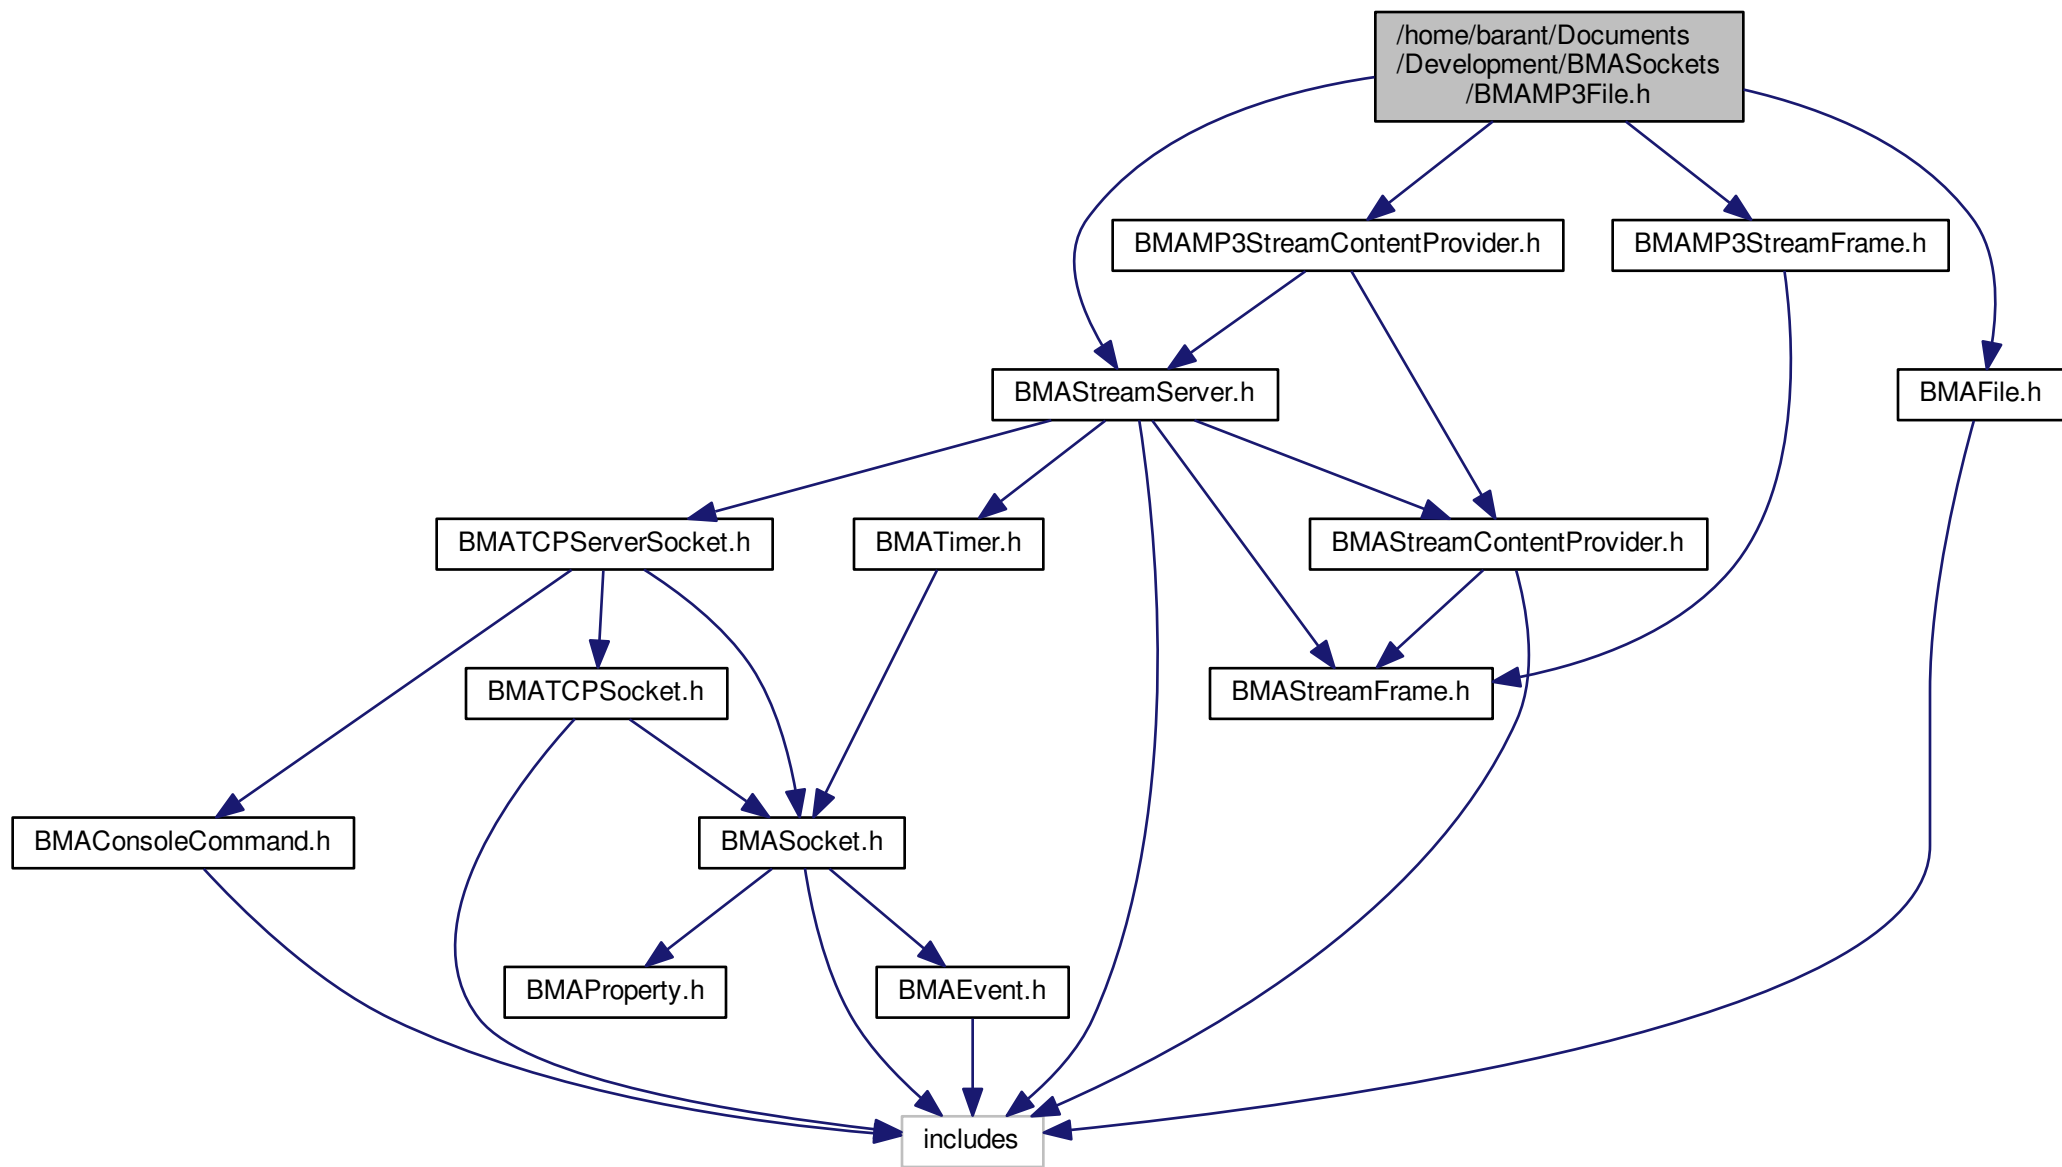 /home/barant/Documents
/Development/BMASockets
/BMAMP3File.h
BMAMP3StreamContentProvider.h
BMAMP3StreamFrame.h
BMAStreamServer.h
BMAFile.h
BMATCPServerSocket.h
BMATimer.h
BMAStreamContentProvider.h
BMATCPSocket.h
BMAStreamFrame.h
BMAConsoleCommand.h
BMASocket.h
BMAProperty.h
BMAEvent.h
includes